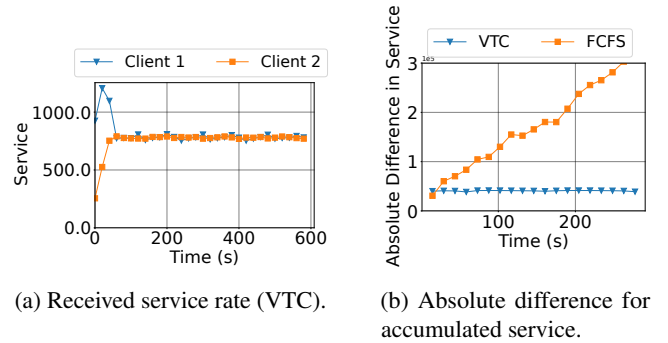 Client 1 Client 2
Service
1000.0
500.0
0.0
0 200 400 600
Time (s)
(a) Received service rate (VTC).
VTC FCFS
Absolute Difference in Service
1e5
3
2
1
0
100 200
Time (s)
(b) Absolute difference for
accumulated service.